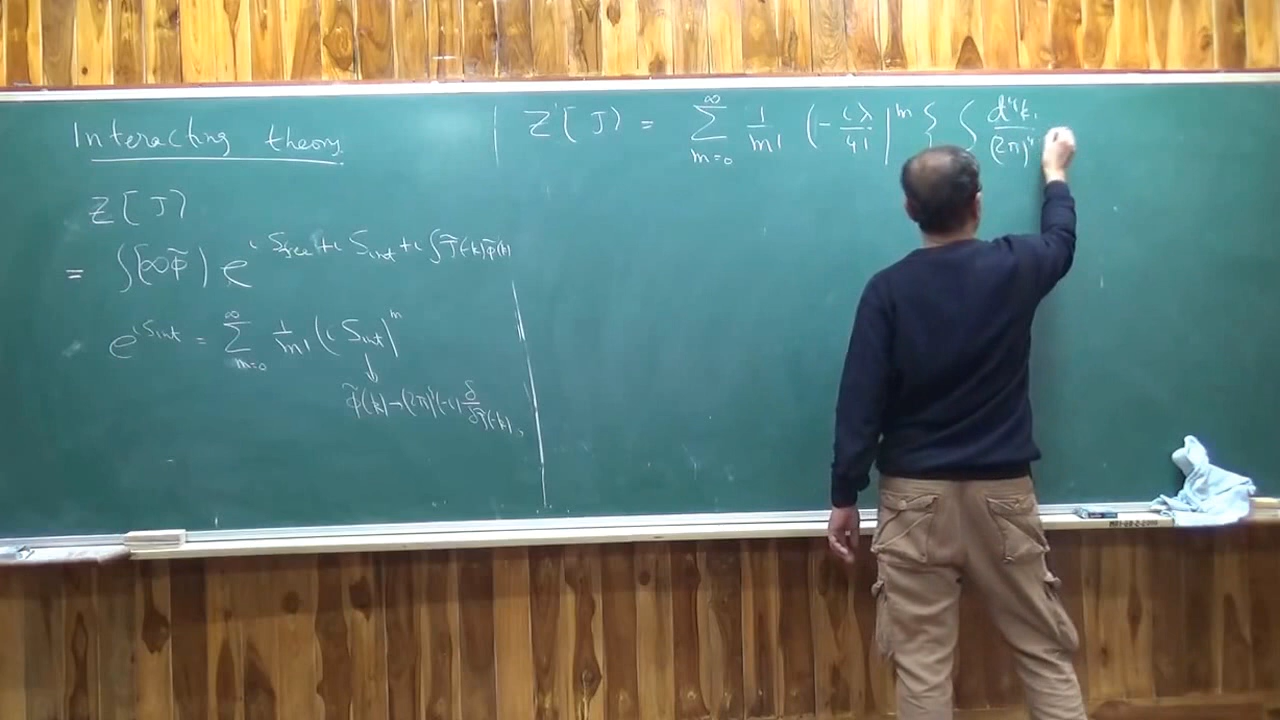 Interacting theory
Z[J]
= ∫[𝒟φ̃] e^{i S_free + i S_int + i ∫ J̃(-k) φ̃(k)}
e^{i S_int} = Σ_{m=0}^{∞} 1/m! (i S_int)^m
↓
φ̃(k) → (2π)^4 (-i) δ/δJ̃(-k)
Z[J] = Σ_{m=0}^{∞} 1/m! (- iλ/4!)^m { ∫ d^4k_1/(2π)^4